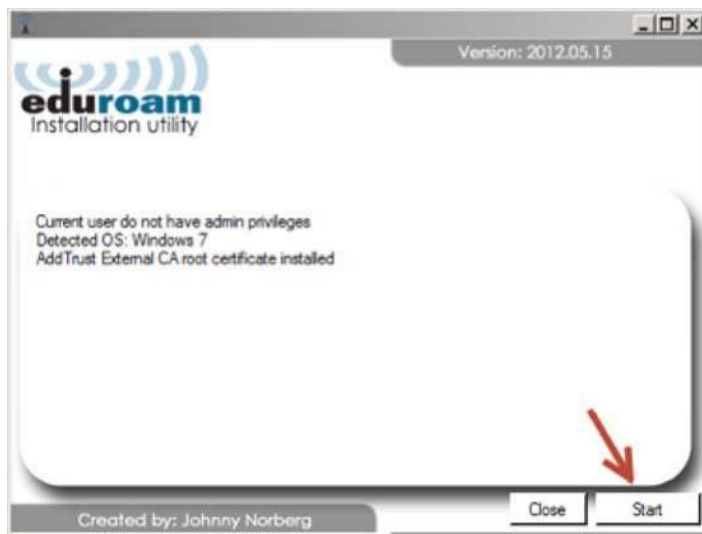 Version: 2012.05.15
eduroam
Installation utility
Current user do not have admin privileges
Detected OS: Windows 7
AddTrust External CA root certificate installed
Close
Start
Created by: Johnny Norberg